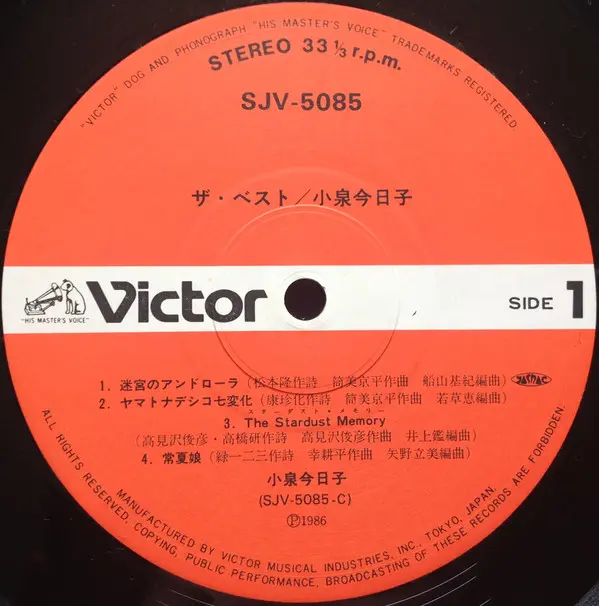 "VICTOR" DOG AND PHONOGRAPH "HIS MASTER'S VOICE" TRADEMARKS REGISTERED.
STEREO 33 ⅓ r.p.m.
SJV-5085
ザ・ベスト/小泉今日子
"HIS MASTER'S VOICE"
Victor
SIDE 1
1. 迷宮のアンドローラ(松本隆作詩 筒美京平作曲 船山基紀編曲) JASRAC
2. ヤマトナデシコ七変化(康珍化作詩 筒美京平作曲 若草恵編曲)
スターダスト・メモリー
3. The Stardust Memory
(高見沢俊彦・高橋研作詩 高見沢俊彦作曲 井上鑑編曲)
4. 常夏娘(緑一二三作詩 幸耕平作曲 矢野立美編曲)
小泉今日子
(SJV-5085-C)
Ⓟ1986
MANUFACTURED BY VICTOR MUSICAL INDUSTRIES, INC., TOKYO, JAPAN.
ALL RIGHTS RESERVED, COPYING, PUBLIC PERFORMANCE, BROADCASTING OF THESE RECORDS ARE FORBIDDEN.